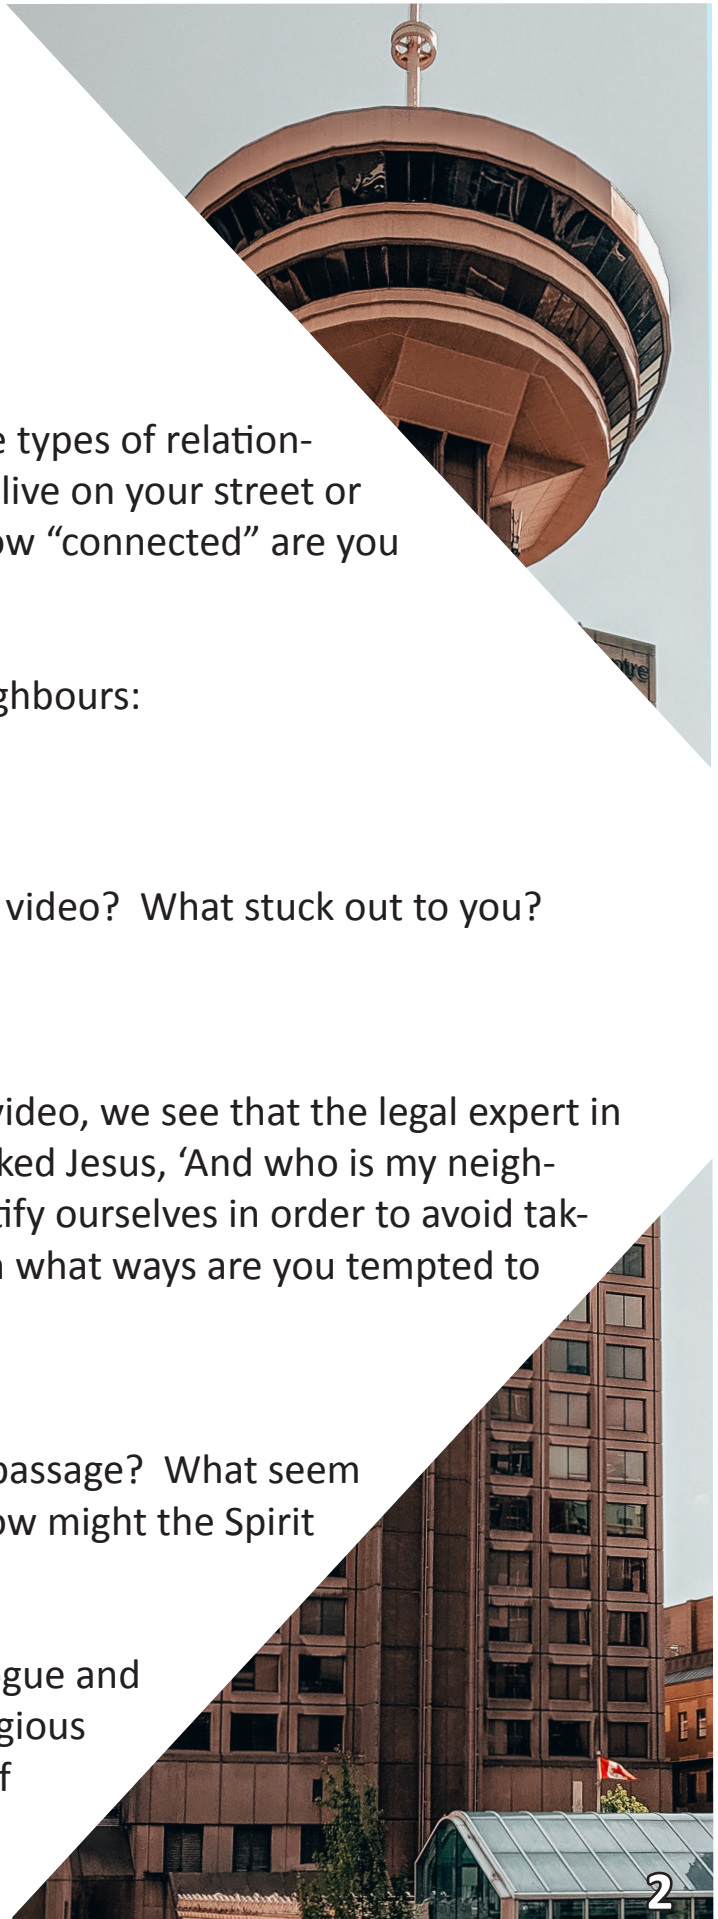 e types of relation-
live on your street or
ow “connected” are you
tre
ghbours:
video?  What stuck out to you?
video, we see that the legal expert in
ked Jesus, ‘And who is my neigh-
tify ourselves in order to avoid tak-
n what ways are you tempted to
passage?  What seem
ow might the Spirit
gue and
gious
f
2